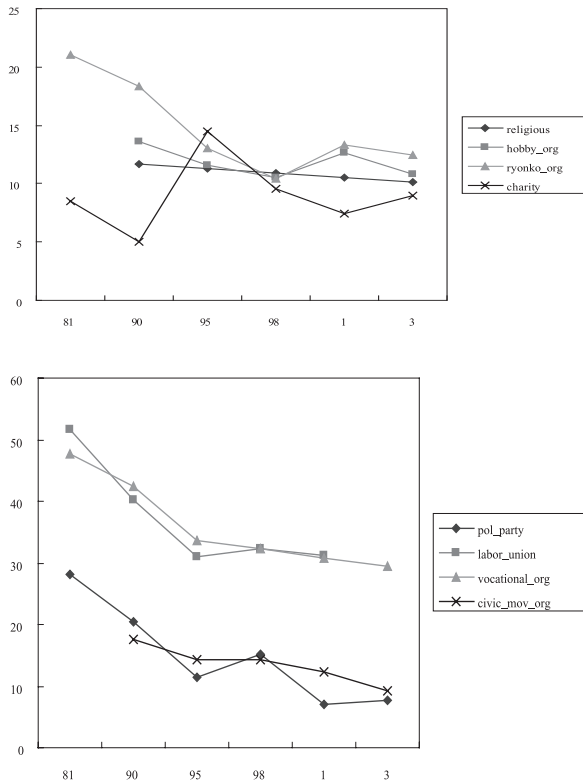 25
20
15
10
5
0
81 90 95 98 1 3
religious
hobby_org
ryonko_org
charity
60
50
40
30
20
10
0
81 90 95 98 1 3
pol_party
labor_union
vocational_org
civic_mov_org